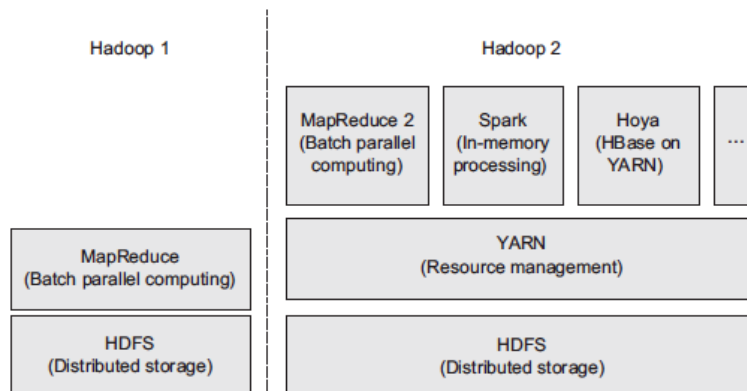 Hadoop 1
MapReduce
(Batch parallel computing)
HDFS
(Distributed storage)
Hadoop 2
MapReduce 2
(Batch parallel
computing)
Spark
(In-memory
processing)
Hoya
(HBase on
YARN)
...
YARN
(Resource management)
HDFS
(Distributed storage)